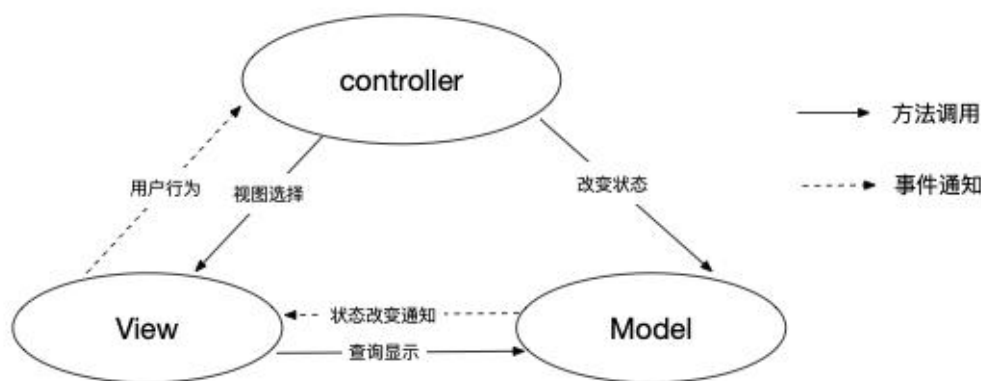 controller
方法调用
改变状态
用户行为
视图选择
事件通知
View
状态改变通知
Model
查询显示